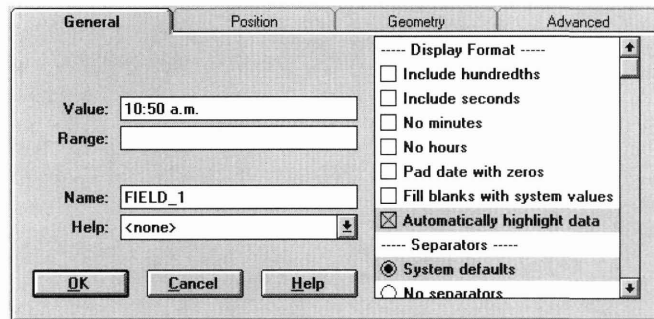 General Position Geometry Advanced
Value: 10:50 a.m.
Range:
Name: FIELD_1
Help: <none>
OK Cancel Help
----- Display Format -----
Include hundredths
Include seconds
No minutes
No hours
Pad date with zeros
Fill blanks with system values
Automatically highlight data
----- Separators -----
System defaults
No separators